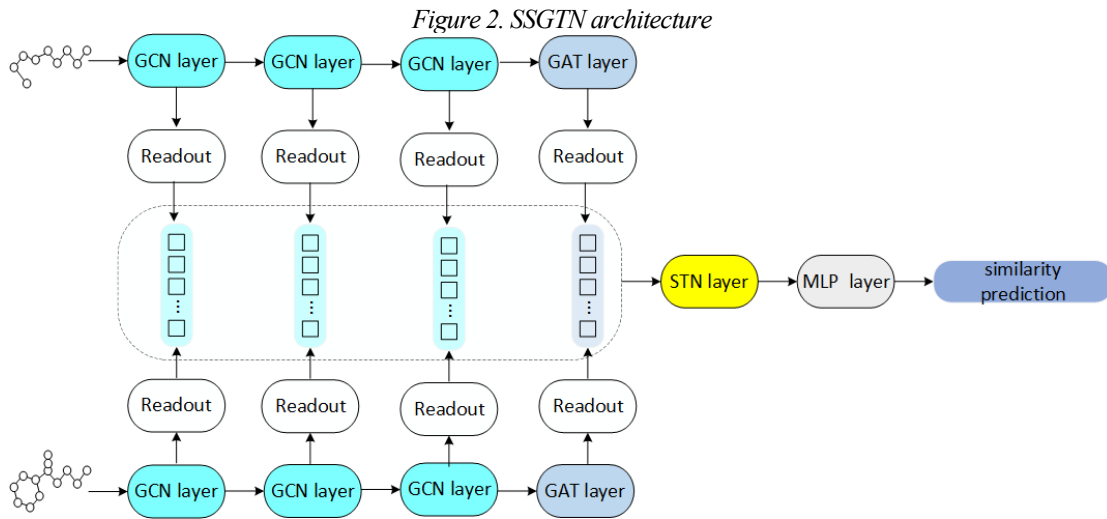 Figure 2. SSGTN architecture
GCN layer
GCN layer
GCN layer
GAT layer
Readout
Readout
Readout
Readout
STN layer
MLP layer
similarity
prediction
Readout
Readout
Readout
Readout
GCN layer
GCN layer
GCN layer
GAT layer